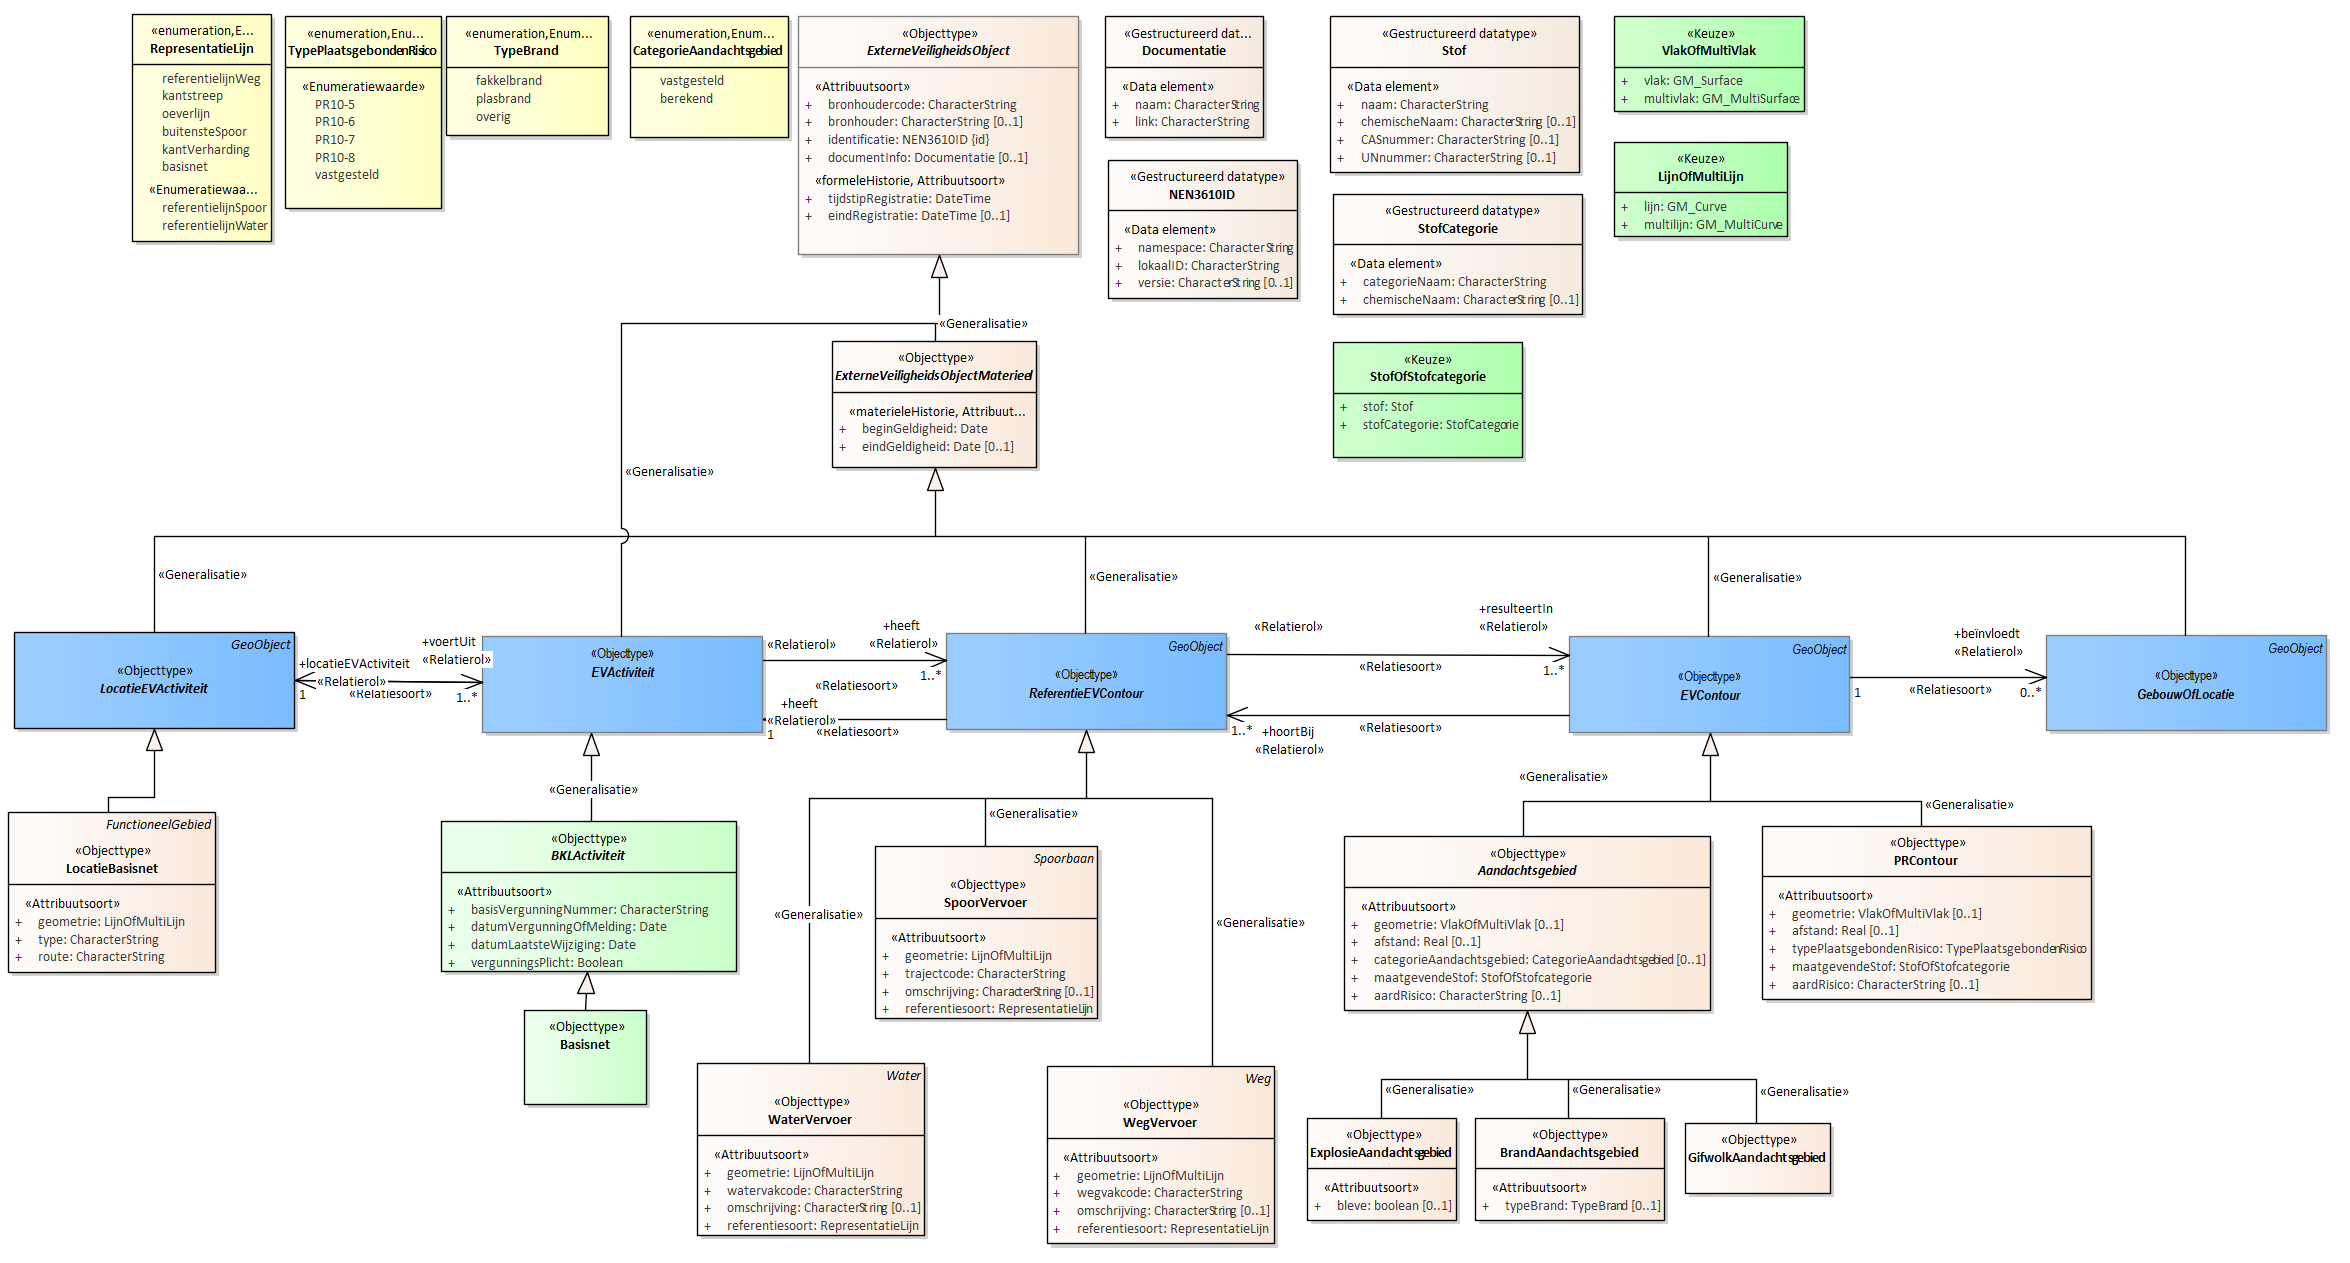 «enumeration,E...
RepresentatieLijn
referentielijnWeg
kantstreep
oeverlijn
buitensteSpoor
kantVerharding
basisnet
«Enumeratiewaa...
referentielijnSpoor
referentielijnWater
«enumeration,Enu...
TypePlaatsgebondenRisico
«Enumeratiewaarde»
PR10-5
PR10-6
PR10-7
PR10-8
vastgesteld
«enumeration,Enum...
TypeBrand
fakkelbrand
plasbrand
overig
«enumeration,Enum...
CategorieAandachtsgebied
vastgesteld
berekend
«Objecttype»
ExterneVeiligheidsObject
«Attribuutsoort»
+ bronhoudercode: CharacterString
+ bronhouder: CharacterString [0..1]
+ identificatie: NEN3610ID {id}
+ documentInfo: Documentatie [0..1]
«formeleHistorie, Attribuutsoort»
+ tijdstipRegistratie: DateTime
+ eindRegistratie: DateTime [0..1]
«Gestructureerd dat...
Documentatie
«Data element»
+ naam: CharacterString
+ link: CharacterString
«Gestructureerd datatype»
NEN3610ID
«Data element»
+ namespace: CharacterString
+ lokaalID: CharacterString
+ versie: CharacterString [0..1]
«Gestructureerd datatype»
Stof
«Data element»
+ naam: CharacterString
+ chemischeNaam: CharacterString [0..1]
+ CASnummer: CharacterString [0..1]
+ UNnummer: CharacterString [0..1]
«Gestructureerd datatype»
StofCategorie
«Data element»
+ categorieNaam: CharacterString
+ chemischeNaam: CharacterString [0..1]
«Keuze»
StofOfStofcategorie
+ stof: Stof
+ stofCategorie: StofCategorie
«Keuze»
VlakOfMultiVlak
+ vlak: GM_Surface
+ multivlak: GM_MultiSurface
«Keuze»
LijnOfMultiLijn
+ lijn: GM_Curve
+ multilijn: GM_MultiCurve
«Generalisatie»
«Objecttype»
ExterneVeiligheidsObjectMaterieel
«materieleHistorie, Attribuut...
+ beginGeldigheid: Date
+ eindGeldigheid: Date [0..1]
«Generalisatie»
«Generalisatie»
«Generalisatie»
«Generalisatie»
GeoObject
«Objecttype»
LocatieEVActiviteit
+locatieEVActiviteit
«Relatierol»
1
«Relatiesoort»
+voertUit
«Relatierol»
1..*
«Objecttype»
EVActiviteit
«Relatierol»
+heeft
«Relatierol»
1..*
«Relatiesoort»
+heeft
«Relatierol»
1
«Relatiesoort»
GeoObject
«Objecttype»
ReferentieEVContour
«Relatierol»
+resulteertIn
«Relatierol»
1..*
«Relatiesoort»
«Relatiesoort»
1..*
+hoortBij
«Relatierol»
GeoObject
«Objecttype»
EVContour
1
«Relatiesoort»
+beïnvloedt
«Relatierol»
0..*
GeoObject
«Objecttype»
GebouwOfLocatie
FunctioneelGebied
«Objecttype»
LocatieBasisnet
«Attribuutsoort»
+ geometrie: LijnOfMultiLijn
+ type: CharacterString
+ route: CharacterString
«Generalisatie»
«Objecttype»
BKLActiviteit
«Attribuutsoort»
+ basisVergunningNummer: CharacterString
+ datumVergunningOfMelding: Date
+ datumLaatsteWijziging: Date
+ vergunningsPlicht: Boolean
«Objecttype»
Basisnet
«Generalisatie»
«Generalisatie»
«Generalisatie»
Spoorbaan
«Objecttype»
SpoorVervoer
«Attribuutsoort»
+ geometrie: LijnOfMultiLijn
+ trajectcode: CharacterString
+ omschrijving: CharacterString [0..1]
+ referentiesoort: RepresentatieLijn
Water
«Objecttype»
WaterVervoer
«Attribuutsoort»
+ geometrie: LijnOfMultiLijn
+ watervakcode: CharacterString
+ omschrijving: CharacterString [0..1]
+ referentiesoort: RepresentatieLijn
Weg
«Objecttype»
WegVervoer
«Attribuutsoort»
+ geometrie: LijnOfMultiLijn
+ wegvakcode: CharacterString
+ omschrijving: CharacterString [0..1]
+ referentiesoort: RepresentatieLijn
«Generalisatie»
«Generalisatie»
«Objecttype»
Aandachtsgebied
«Attribuutsoort»
+ geometrie: VlakOfMultiVlak [0..1]
+ afstand: Real [0..1]
+ categorieAandachtsgebied: CategorieAandachtsgebied [0..1]
+ maatgevendeStof: StofOfStofcategorie
+ aardRisico: CharacterString [0..1]
«Objecttype»
PRContour
«Attribuutsoort»
+ geometrie: VlakOfMultiVlak [0..1]
+ afstand: Real [0..1]
+ typePlaatsgebondenRisico: TypePlaatsgebondenRisico
+ maatgevendeStof: StofOfStofcategorie
+ aardRisico: CharacterString [0..1]
«Generalisatie»
«Generalisatie»
«Generalisatie»
«Objecttype»
ExplosieAandachtsgebied
«Attribuutsoort»
+ bleve: boolean [0..1]
«Objecttype»
BrandAandachtsgebied
«Attribuutsoort»
+ typeBrand: TypeBrand [0..1]
«Objecttype»
GifwolkAandachtsgebied